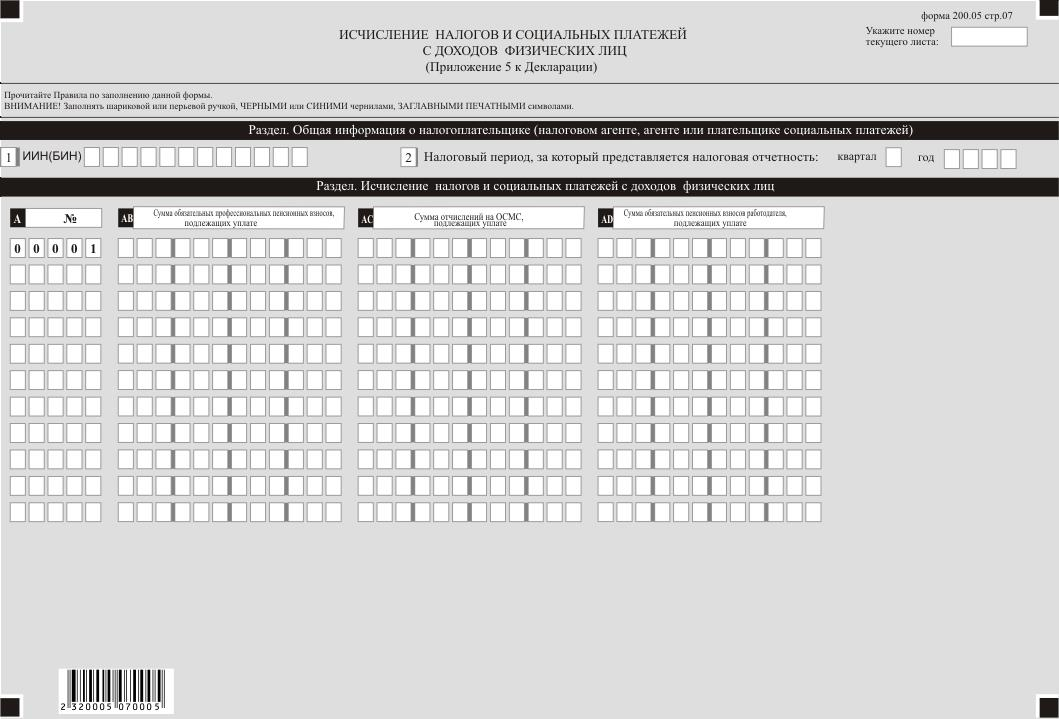 форма 200.05 стр.07
ИСЧИСЛЕНИЕ НАЛОГОВ И СОЦИАЛЬНЫХ ПЛАТЕЖЕЙ
С ДОХОДОВ ФИЗИЧЕСКИХ ЛИЦ
(Приложение 5 к Декларации)
Укажите номер
текущего листа:
Прочитайте Правила по заполнению данной формы.
ВНИМАНИЕ! Заполнять шариковой или перьевой ручкой, ЧЕРНЫМИ или СИНИМИ чернилами, ЗАГЛАВНЫМИ ПЕЧАТНЫМИ символами.
Раздел. Общая информация о налогоплательщике (налоговом агенте, агенте или плательщике социальных платежей)
1 ИИН(БИН)
2 Налоговый период, за который представляется налоговая отчетность: квартал год
Раздел. Исчисление налогов и социальных платежей с доходов физических лиц
A №
AB Сумма обязательных профессиональных пенсионных взносов,
подлежащих уплате
AC Сумма отчислений на ОСМС,
подлежащих уплате
AD Сумма обязательных пенсионных взносов работодателя,
подлежащих уплате
0 0 0 0 1
2 320005 070005